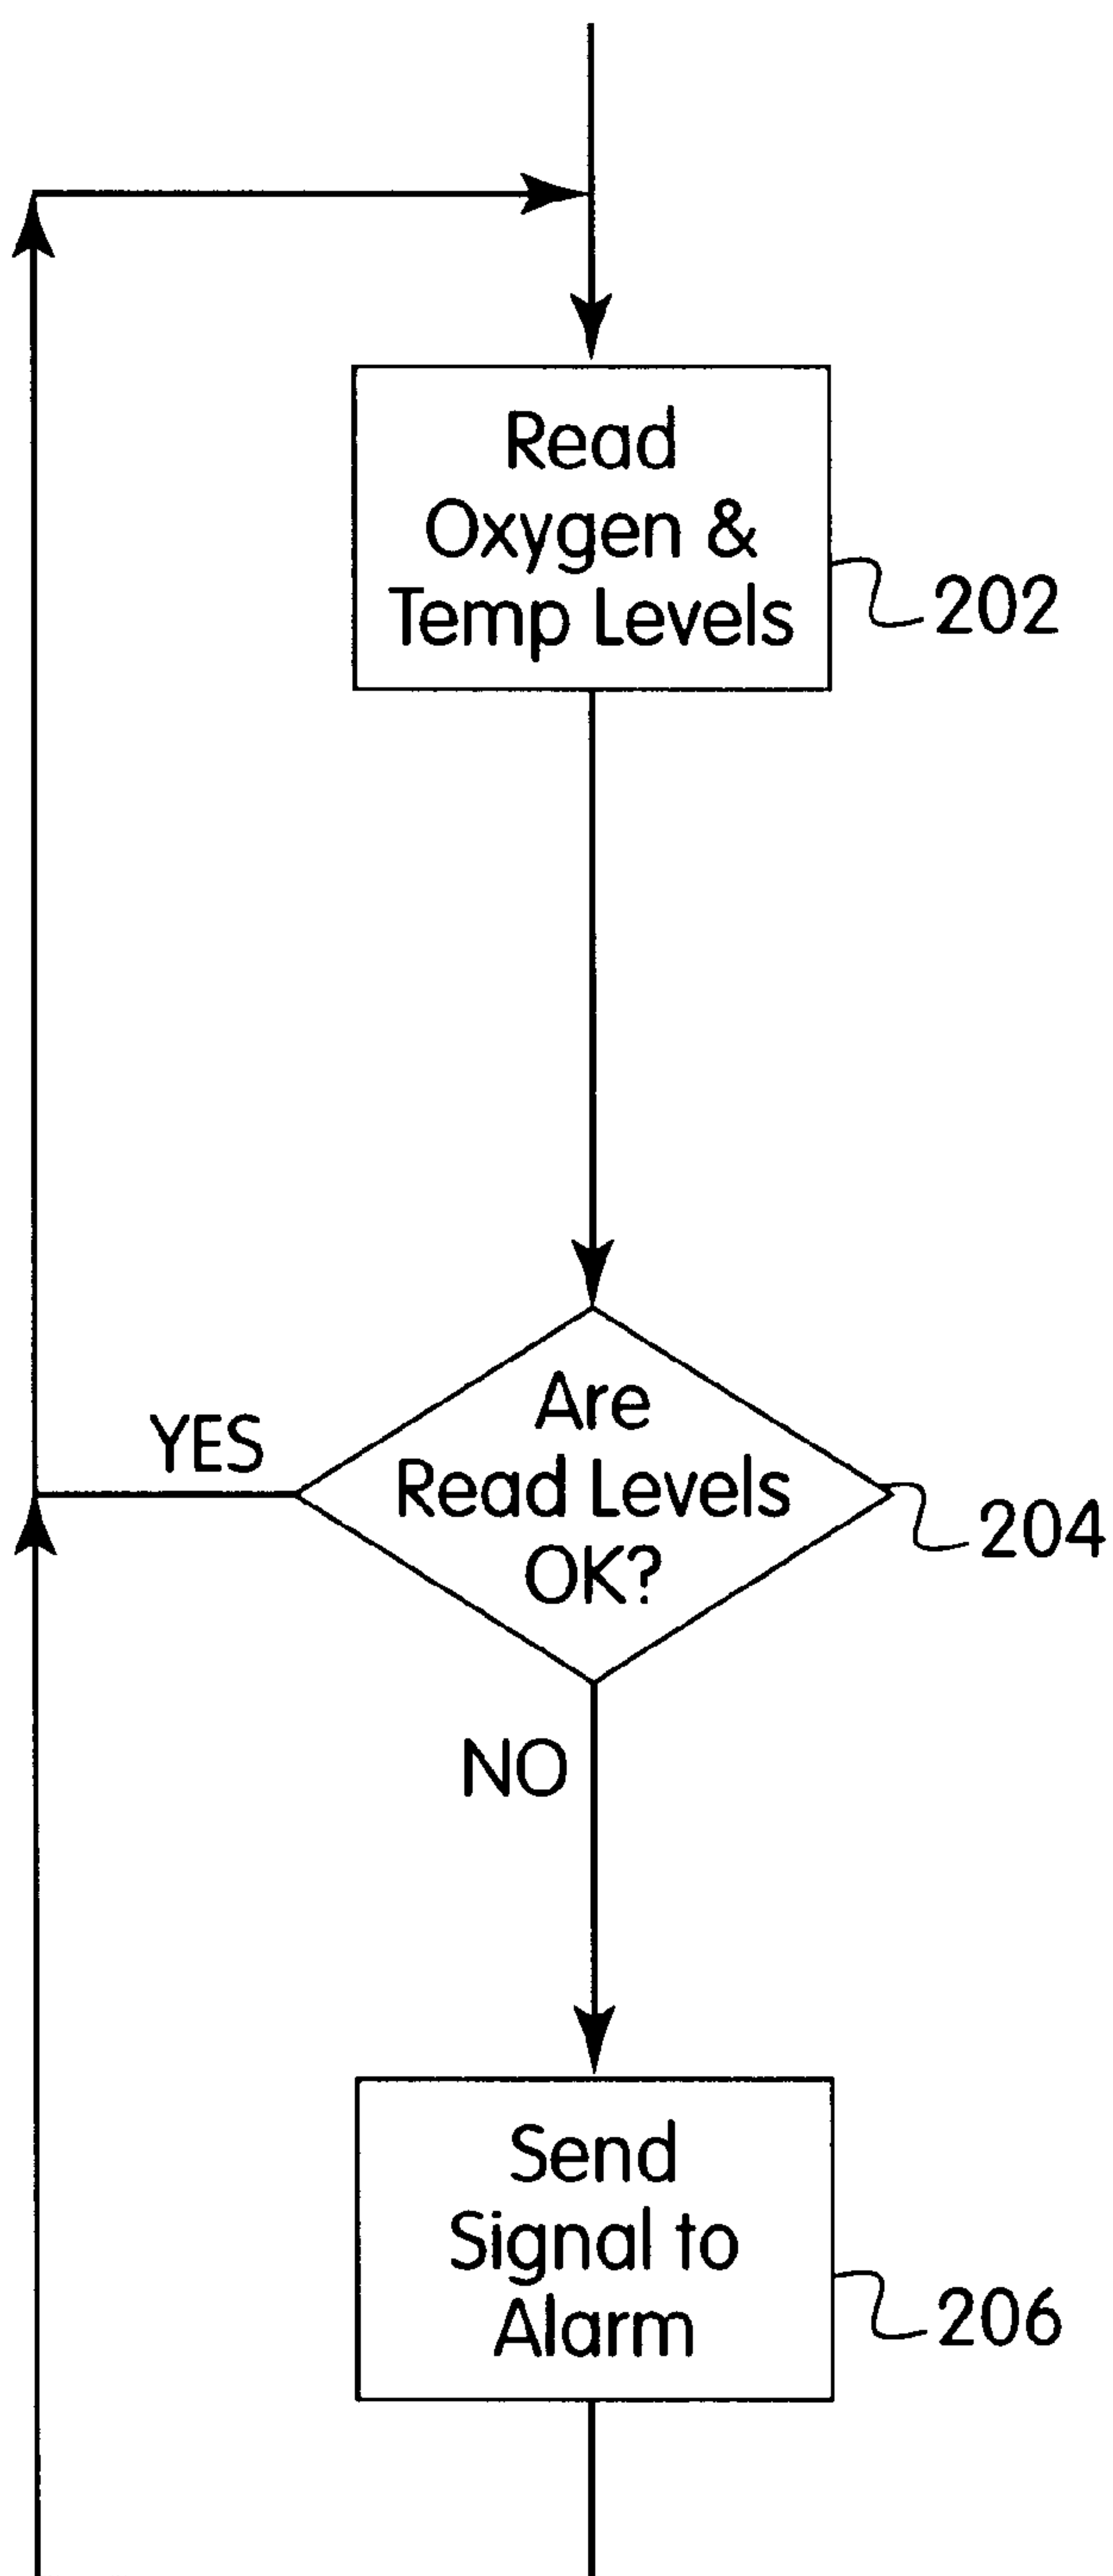 Read
Oxygen &
Temp Levels
202
Are
Read Levels
OK?
YES
204
NO
Send
Signal to
Alarm
206